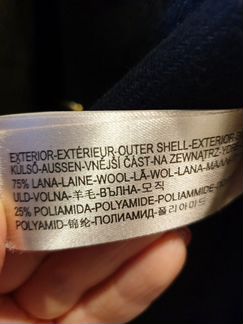 EXTERIOR-EXTÉRIEUR-OUTER SHELL-EXTERIOR-
KÜLSŐ-AUSSEN-VNĚJŠÍ ČÁST-NA ZEWNĄTRZ-
75% LANA-LAINE-WOOL-LÃ-WOL-LANA-
ULD-VOLNA-羊毛-ВЪЛНА-모직
25% POLIAMIDA-POLYAMIDE-POLIAMMIDE-
POLYAMID-锦纶-ПОЛИАМИД-폴리아미드